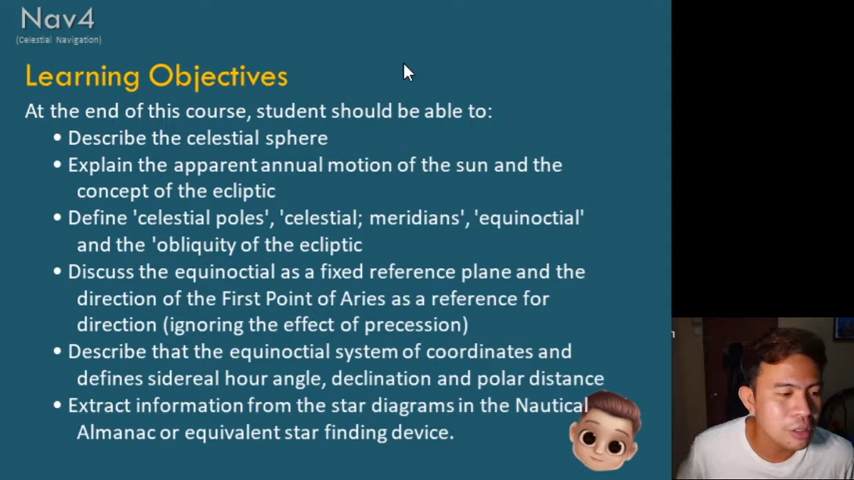 Nav4
(Celestial Navigation)
Learning Objectives
At the end of this course, student should be able to:
• Describe the celestial sphere
• Explain the apparent annual motion of the sun and the
concept of the ecliptic
• Define 'celestial poles', 'celestial; meridians', 'equinoctial'
and the 'obliquity of the ecliptic
• Discuss the equinoctial as a fixed reference plane and the
direction of the First Point of Aries as a reference for
direction (ignoring the effect of precession)
• Describe that the equinoctial system of coordinates and
defines sidereal hour angle, declination and polar distance
• Extract information from the star diagrams in the Nautical
Almanac or equivalent star finding device.